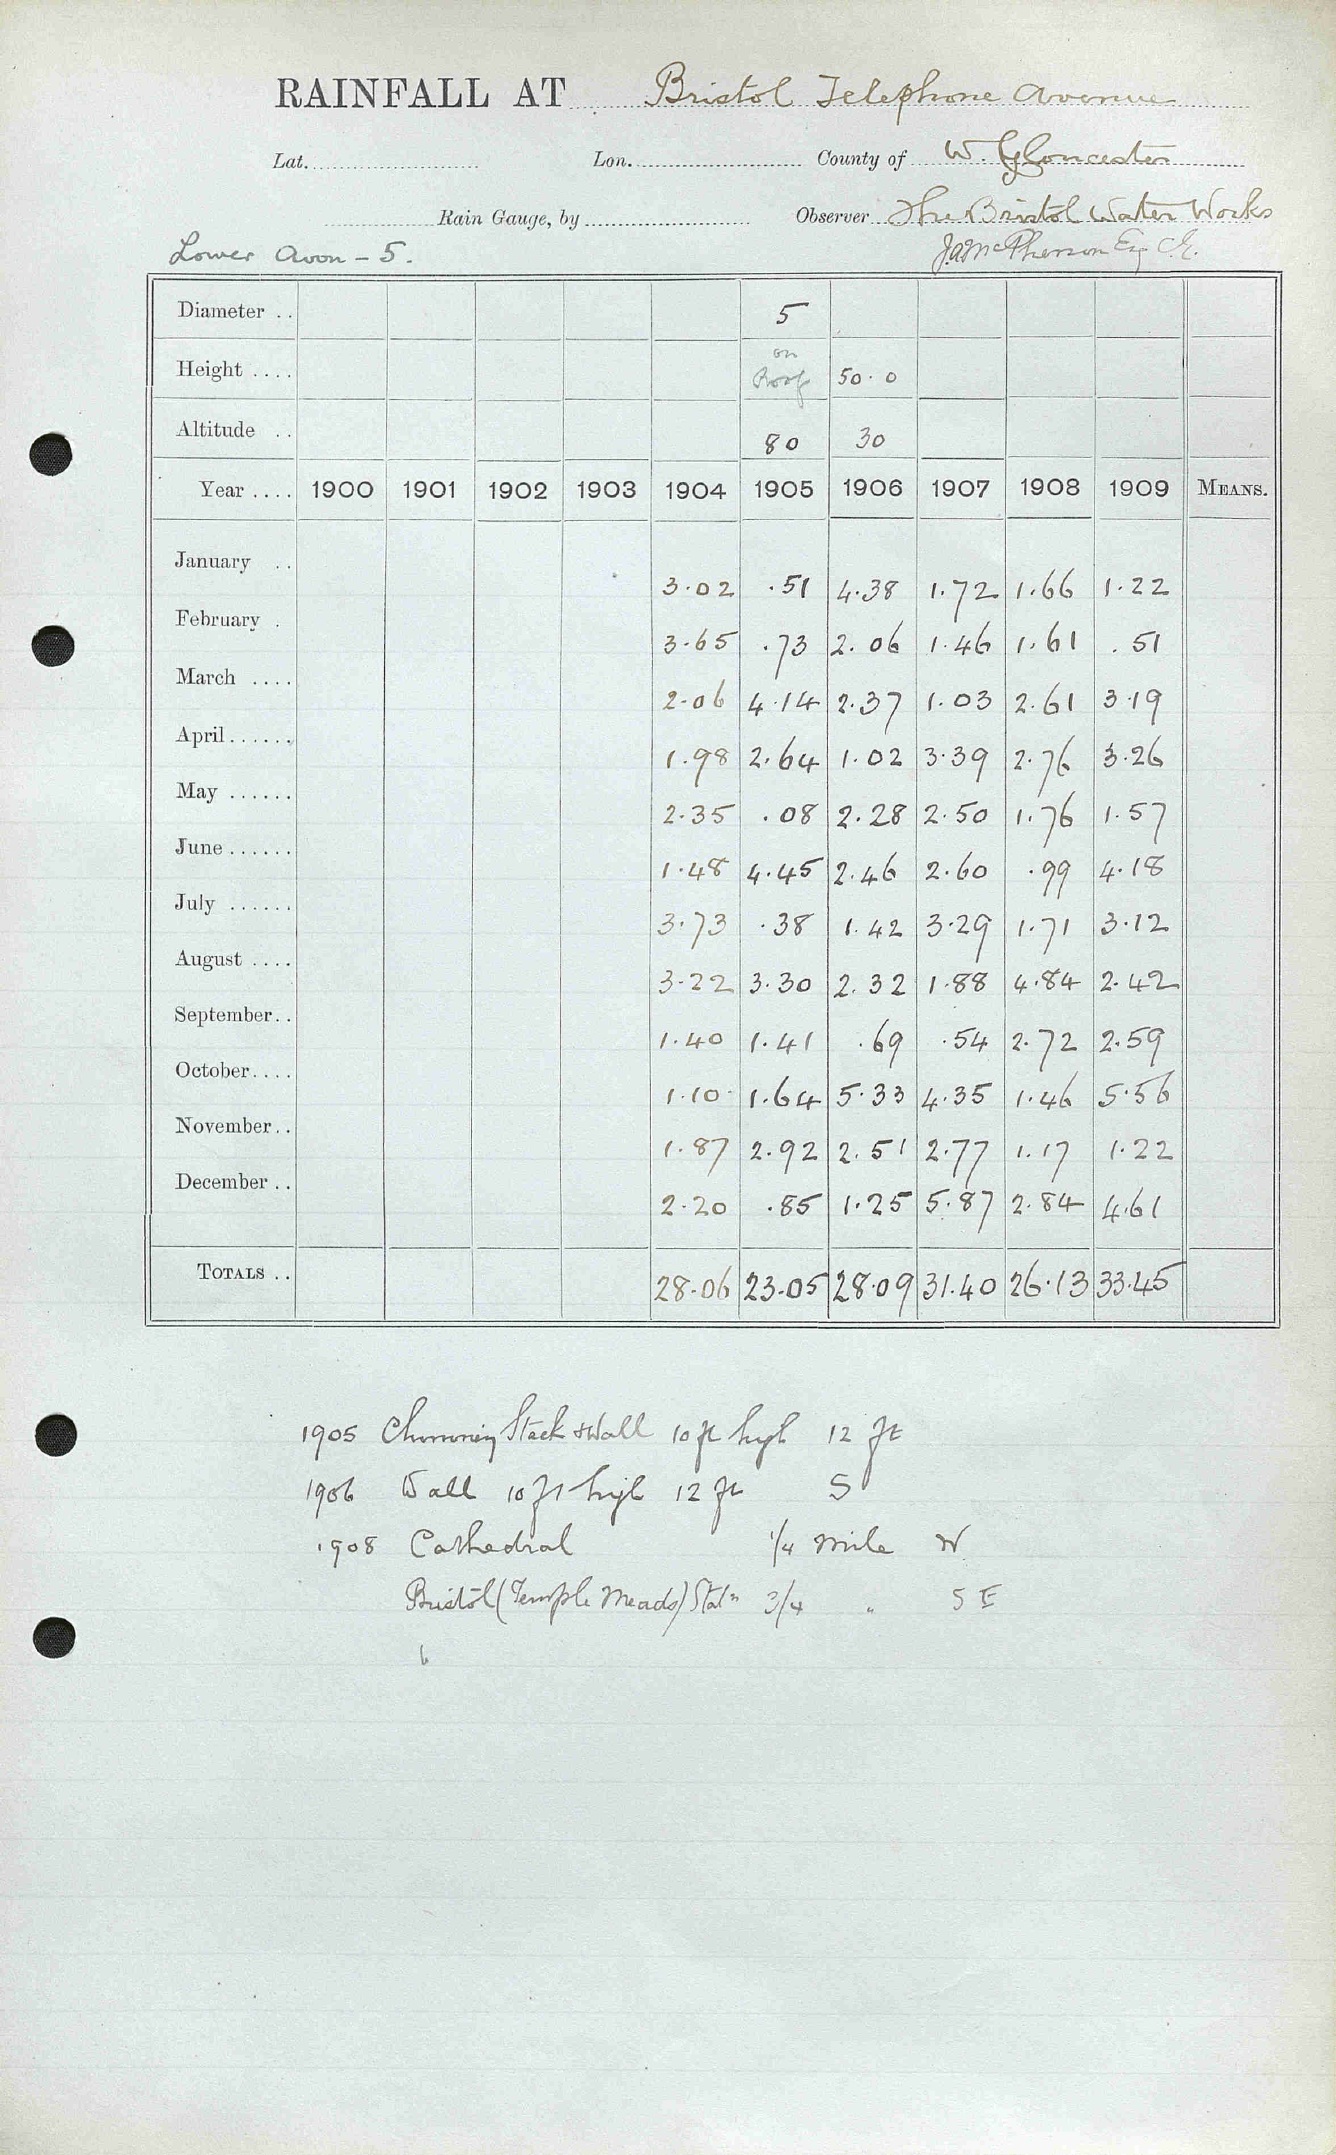 RAINFALL AT Bristol Telephone Avenue
Lat. Lon. County of W. Gloucester
Rain Gauge, by Observer The Bristol Water Works
Lower Avon - 5. J.A. McPherson Esq C.E.
Diameter .. 5
Height .... on Roof 50.0
Altitude .. 80 30
Year .... 1900 1901 1902 1903 1904 1905 1906 1907 1908 1909 MEANS.
January .. 3.02 .51 4.38 1.72 1.66 1.22
February . 3.65 .73 2.06 1.46 1.61 .51
March .... 2.06 4.14 2.37 1.03 2.61 3.19
April...... 1.98 2.64 1.02 3.39 2.76 3.26
May ...... 2.35 .08 2.28 2.50 1.76 1.57
June...... 1.48 4.45 2.46 2.60 .99 4.18
July ...... 3.73 .38 1.42 3.29 1.71 3.12
August .... 3.22 3.30 2.32 1.88 4.84 2.42
September.. 1.40 1.41 .69 .54 2.72 2.59
October.... 1.10 1.64 5.33 4.35 1.46 5.56
November.. 1.87 2.92 2.51 2.77 1.17 1.22
December.. 2.20 .85 1.25 5.87 2.84 4.61
TOTALS .. 28.06 23.05 28.09 31.40 26.13 33.45
1905 Chimney Stack & Wall 10 ft high 12 ft
1906 Wall 10 ft high 12 ft S
1908 Cathedral 1/4 mile W
Bristol (Temple Meads) Statn 3/4 " S E